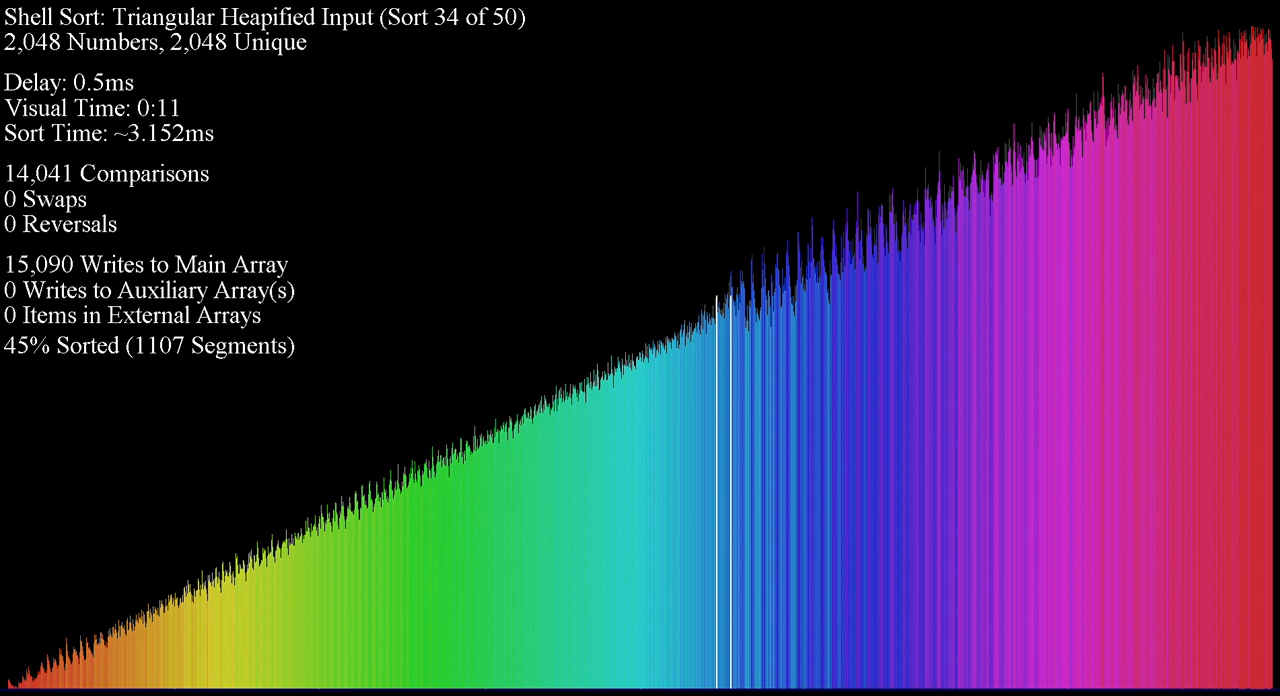 Shell Sort: Triangular Heapified Input (Sort 34 of 50)
2,048 Numbers, 2,048 Unique
Delay: 0.5ms
Visual Time: 0:11
Sort Time: ~3.152ms
14,041 Comparisons
0 Swaps
0 Reversals
15,090 Writes to Main Array
0 Writes to Auxiliary Array(s)
0 Items in External Arrays
45% Sorted (1107 Segments)